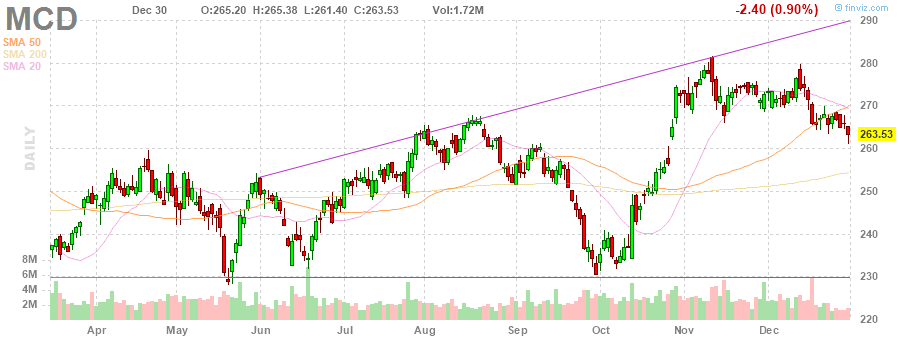 MCD Dec 30 O:265.20 H:265.38 L:261.40 C:263.53 Vol:1.72M -2.40 (0.90%) © finviz.com
SMA 50
SMA 200
SMA 20
DAILY
290
280
270
263.53
260
250
240
230
220
8M
6M
4M
2M
Apr May Jun Jul Aug Sep Oct Nov Dec